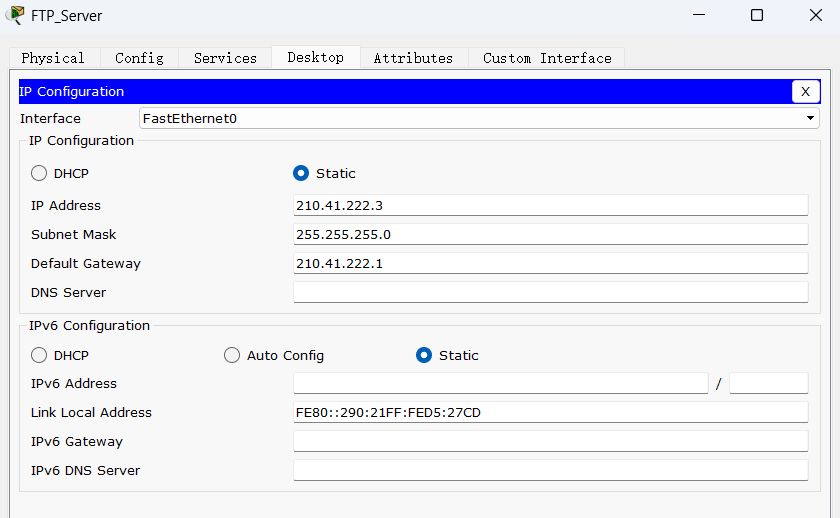 FTP_Server
Physical Config Services Desktop Attributes Custom Interface
IP Configuration X
Interface FastEthernet0
IP Configuration
DHCP Static
IP Address 210.41.222.3
Subnet Mask 255.255.255.0
Default Gateway 210.41.222.1
DNS Server
IPv6 Configuration
DHCP Auto Config Static
IPv6 Address /
Link Local Address FE80::290:21FF:FED5:27CD
IPv6 Gateway
IPv6 DNS Server